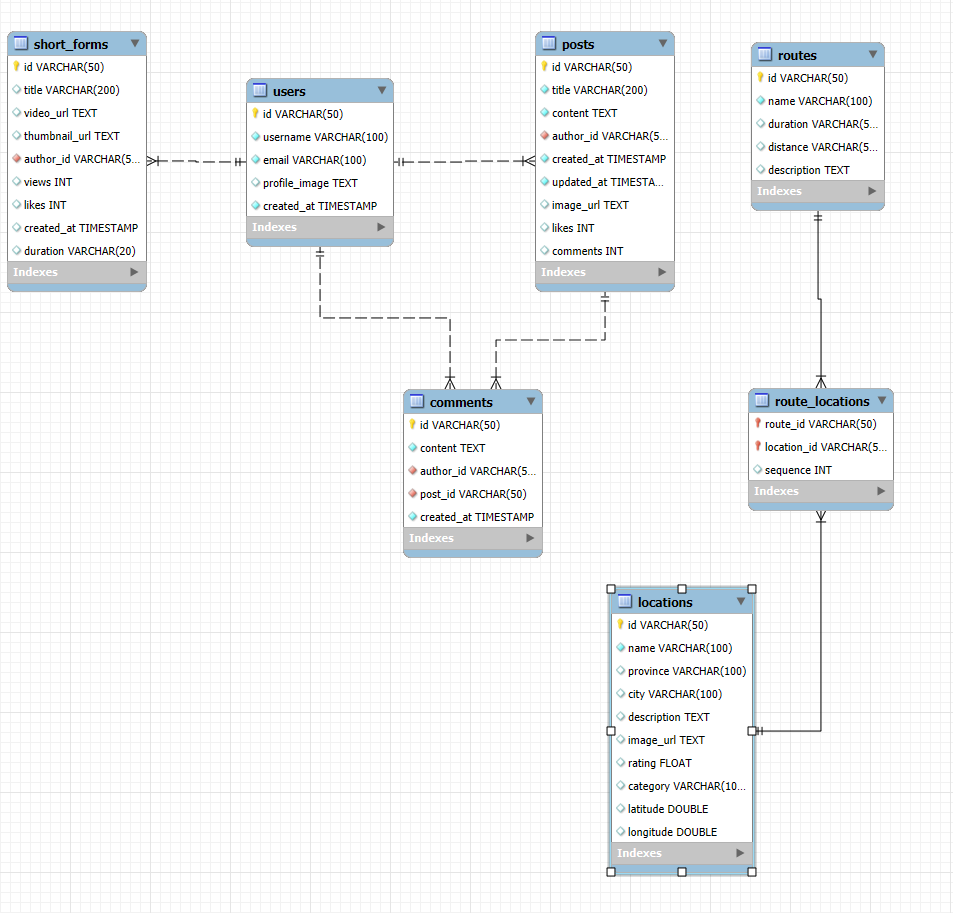 short_forms
id VARCHAR(50)
title VARCHAR(200)
video_url TEXT
thumbnail_url TEXT
author_id VARCHAR(5...
views INT
likes INT
created_at TIMESTAMP
duration VARCHAR(20)
Indexes
users
id VARCHAR(50)
username VARCHAR(100)
email VARCHAR(100)
profile_image TEXT
created_at TIMESTAMP
Indexes
posts
id VARCHAR(50)
title VARCHAR(200)
content TEXT
author_id VARCHAR(5...
created_at TIMESTAMP
updated_at TIMESTA...
image_url TEXT
likes INT
comments INT
Indexes
routes
id VARCHAR(50)
name VARCHAR(100)
duration VARCHAR(5...
distance VARCHAR(5...
description TEXT
Indexes
comments
id VARCHAR(50)
content TEXT
author_id VARCHAR(5...
post_id VARCHAR(50)
created_at TIMESTAMP
Indexes
route_locations
route_id VARCHAR(50)
location_id VARCHAR(5...
sequence INT
Indexes
locations
id VARCHAR(50)
name VARCHAR(100)
province VARCHAR(100)
city VARCHAR(100)
description TEXT
image_url TEXT
rating FLOAT
category VARCHAR(10...
latitude DOUBLE
longitude DOUBLE
Indexes